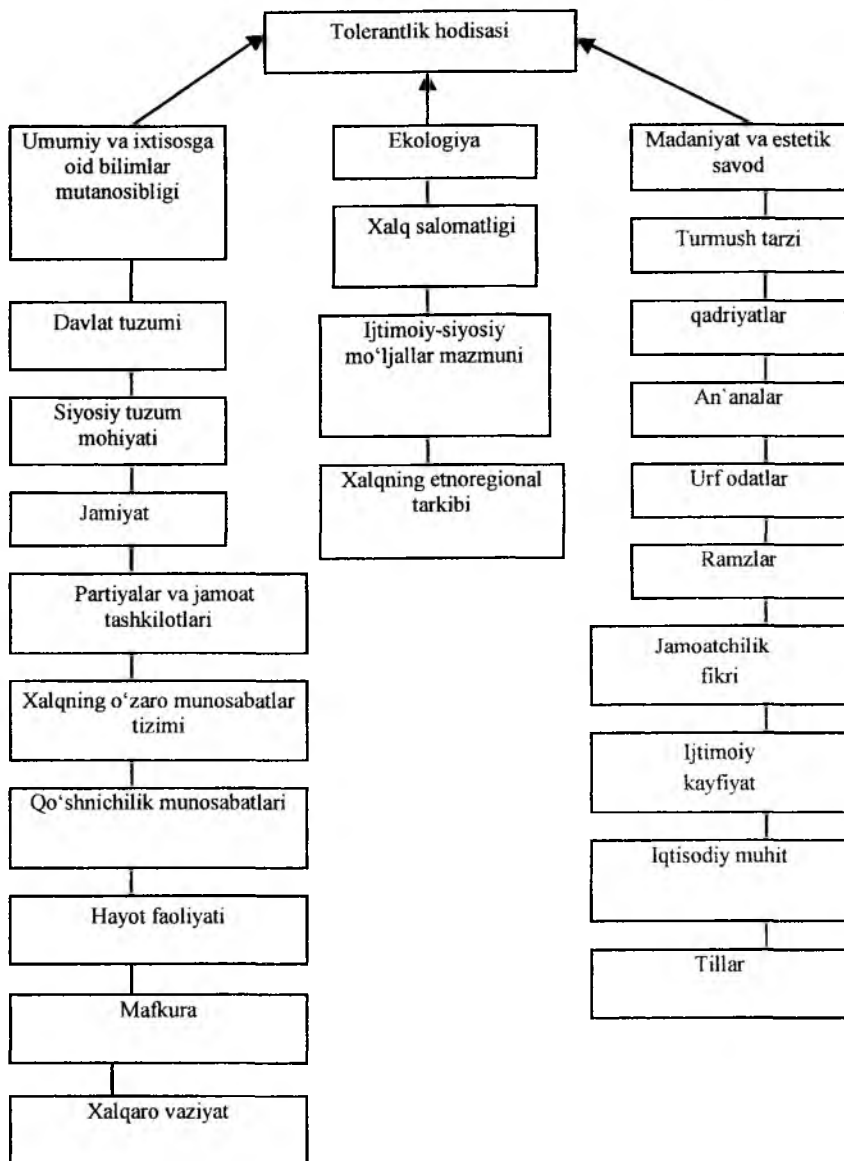 Tolerantlik hodisasi
Umumiy va ixtisosga
oid bilimlar
mutanosibligi
Davlat tuzumi
Siyosiy tuzum
mohiyati
Jamiyat
Partiyalar va jamoat
tashkilotlari
Xalqning o‘zaro munosabatlar
tizimi
Qo‘shnichilik munosabatlari
Hayot faoliyati
Mafkura
Xalqaro vaziyat
Ekologiya
Xalq salomatligi
Ijtimoiy-siyosiy
mo‘ljallar mazmuni
Xalqning etnoregional
tarkibi
Madaniyat va estetik
savod
Turmush tarzi
qadriyatlar
An`analar
Urf odatlar
Ramzlar
Jamoatchilik
fikri
Ijtimoiy
kayfiyat
Iqtisodiy muhit
Tillar